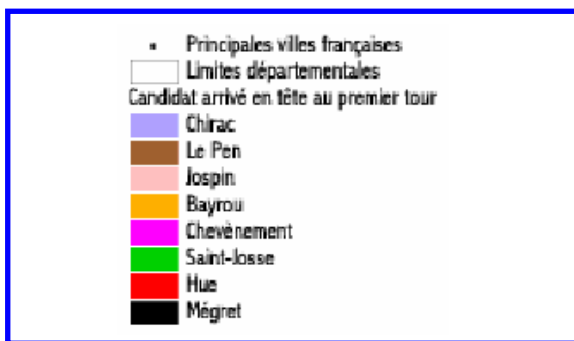 Principales villes françaises
Limites départementales
Candidat arrivé en tête au premier tour
Chirac
Le Pen
Jospin
Bayrou
Chevènement
Saint-Josse
Hue
Mégret